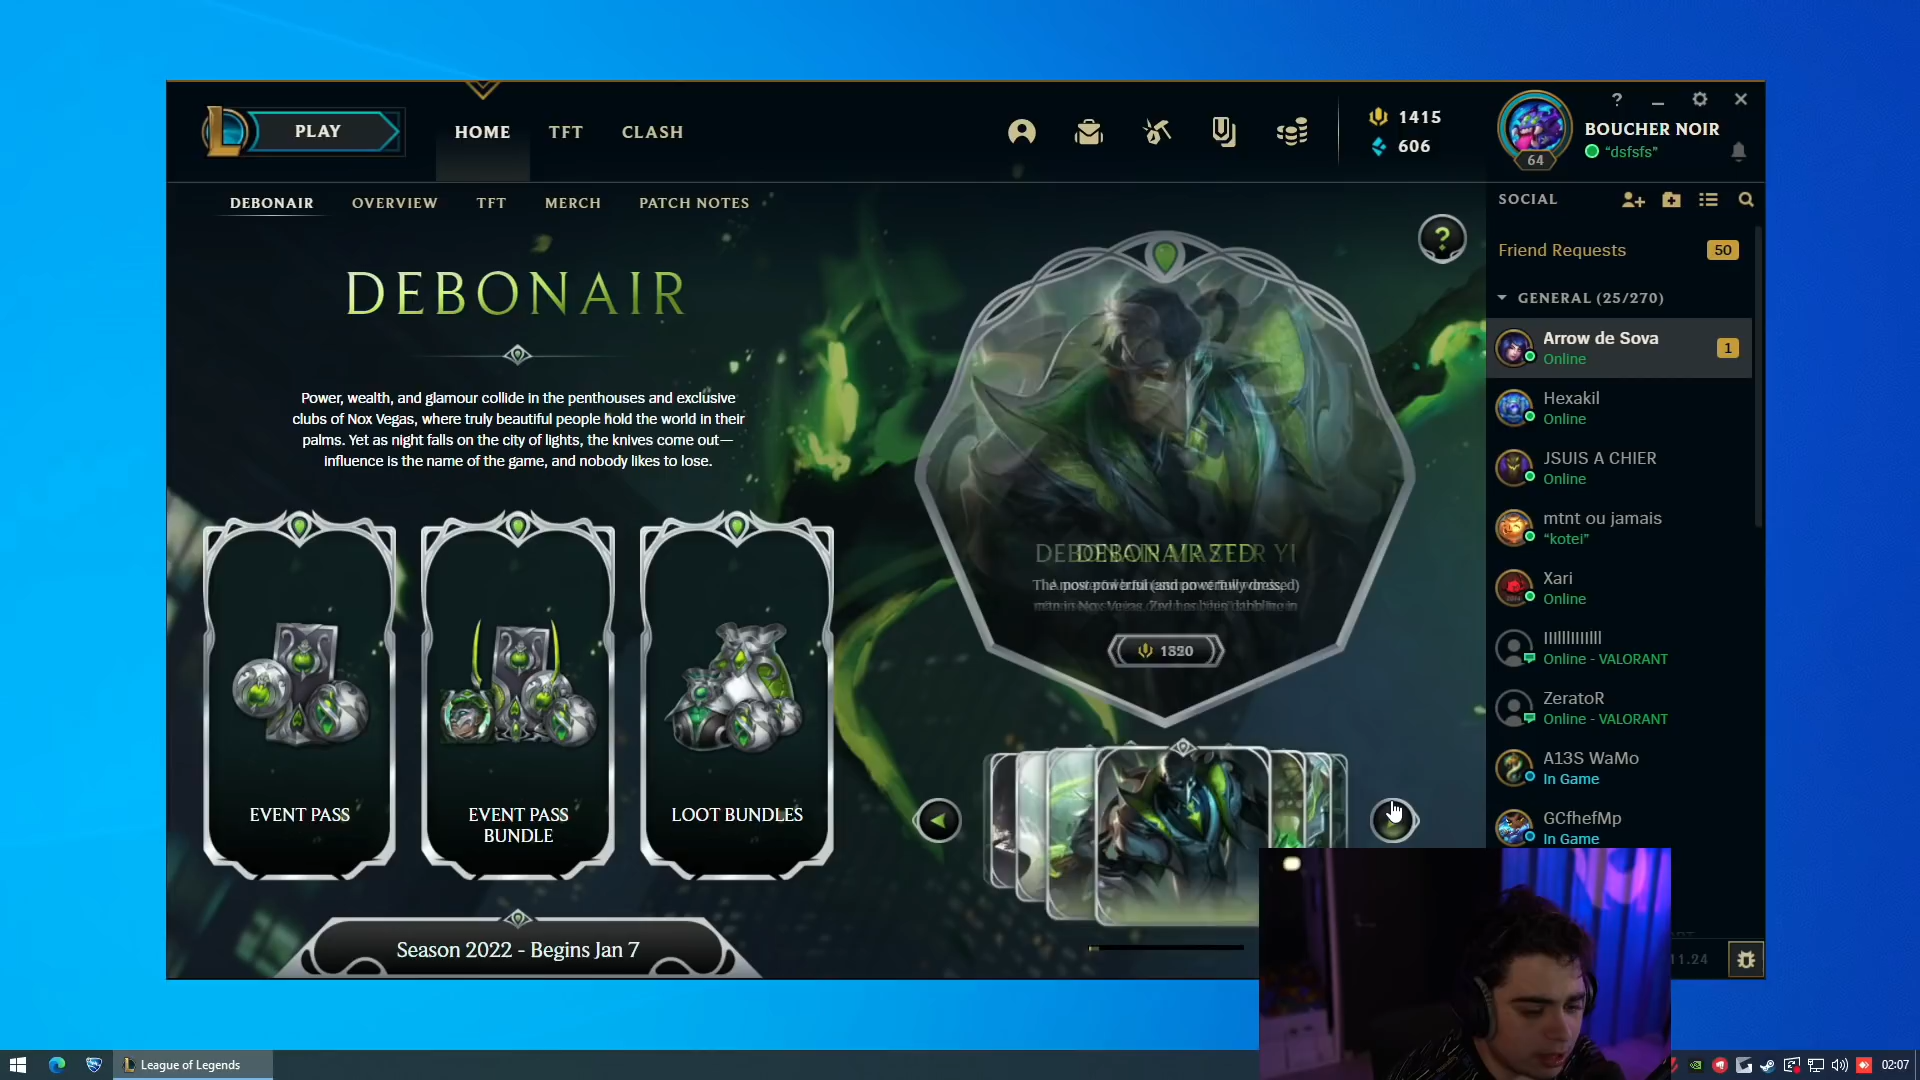 PLAY
HOME
TFT
CLASH
1415
606
64
?
BOUCHER NOIR
"dsfsfs"
DEBONAIR
OVERVIEW
TFT
MERCH
PATCH NOTES
SOCIAL
Friend Requests
50
GENERAL (25/270)
Arrow de Sova
Online
1
Hexakil
Online
JSUIS A CHIER
Online
mtnt ou jamais
"kotei"
Xari
Online
Online - VALORANT
ZeratoR
Online - VALORANT
A13S WaMo
In Game
GCfhefMp
In Game
?
DEBONAIR
Power, wealth, and glamour collide in the penthouses and exclusive
clubs of Nox Vegas, where truly beautiful people hold the world in their
palms. Yet as night falls on the city of lights, the knives come out—
influence is the name of the game, and nobody likes to lose.
EVENT PASS
EVENT PASS
BUNDLE
LOOT BUNDLES
DEBONAIR ZED
Season 2022 - Begins Jan 7
11.24
League of Legends
02:07